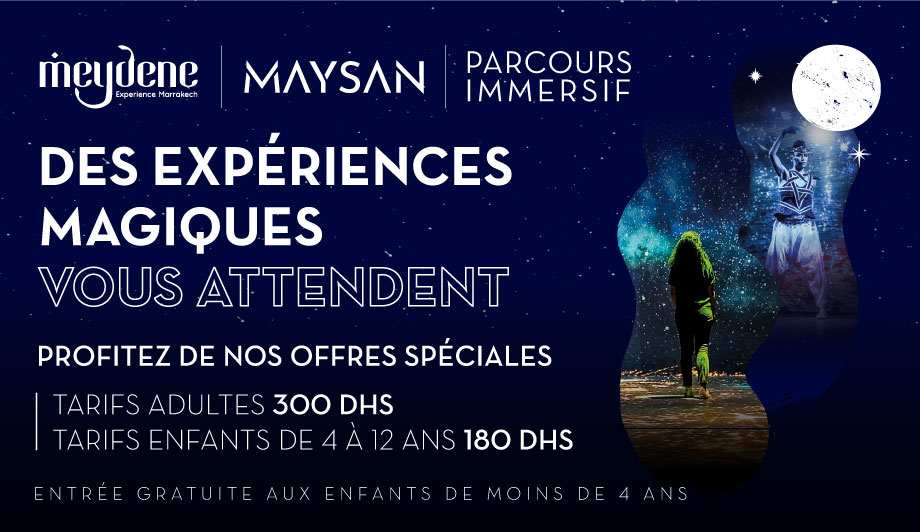 meydene
Experience Marrakech
MAYSAN
PARCOURS
IMMERSIF
DES EXPÉRIENCES
MAGIQUES
VOUS ATTENDENT
PROFITEZ DE NOS OFFRES SPÉCIALES
TARIFS ADULTES 300 DHS
TARIFS ENFANTS DE 4 À 12 ANS 180 DHS
ENTRÉE GRATUITE AUX ENFANTS DE MOINS DE 4 ANS